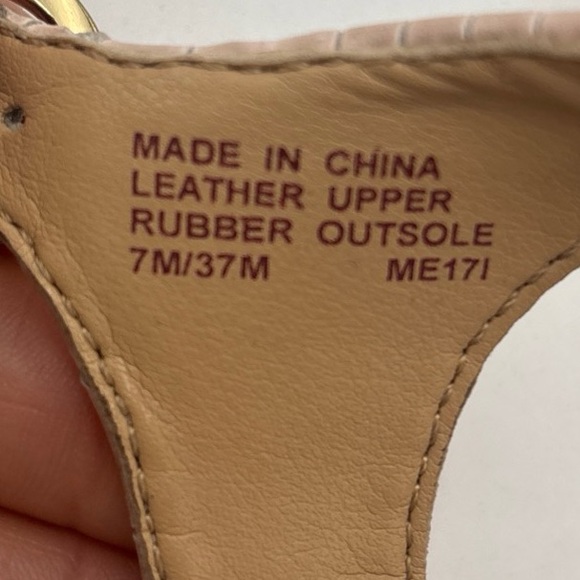 MADE IN CHINA
LEATHER UPPER
RUBBER OUTSOLE
7M/37M ME17I